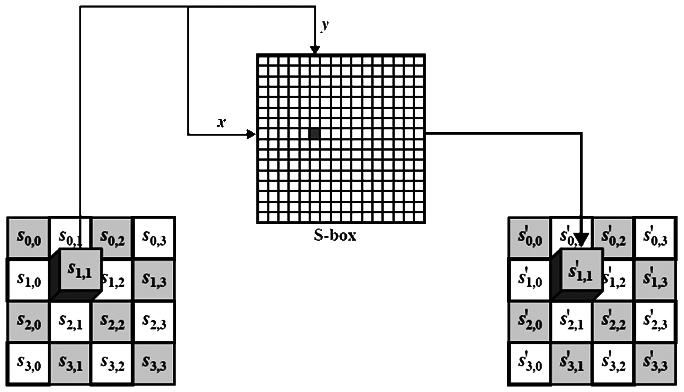 y
x
S-box
s0,0 s0,1 s0,2 s0,3
s1,0 s1,1 s1,2 s1,3
s2,0 s2,1 s2,2 s2,3
s3,0 s3,1 s3,2 s3,3
s'0,0 s'0,1 s'0,2 s'0,3
s'1,0 s'1,1 s'1,2 s'1,3
s'2,0 s'2,1 s'2,2 s'2,3
s'3,0 s'3,1 s'3,2 s'3,3